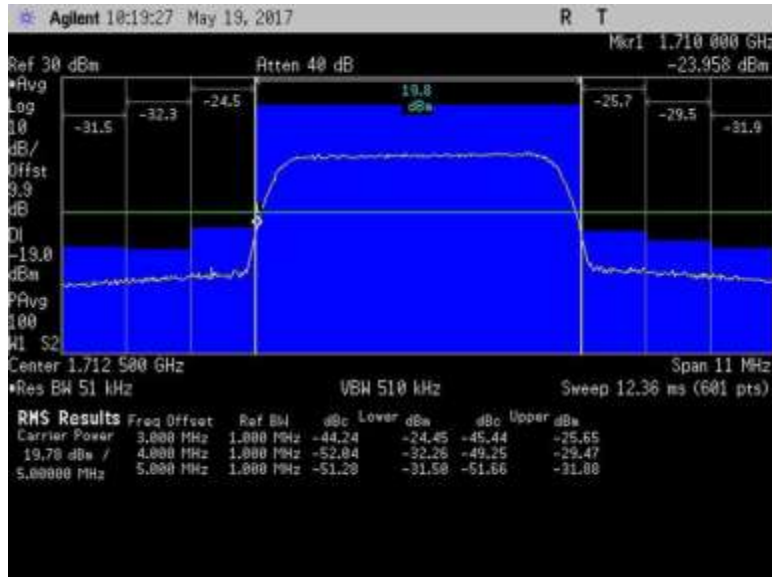 Agilent 10:19:27 May 19, 2017 R T
Mkr1 1.710 000 GHz
Ref 30 dBm Atten 40 dB -23.958 dBm
•Avg
Log
10
dB/
Offst
9.9
dB
DI
-19.0
dBm
PAvg
100
W1 S2
-31.5 -32.3 -24.5 19.8 dBm -25.7 -29.5 -31.9
Center 1.712 500 GHz Span 11 MHz
•Res BW 51 kHz VBW 510 kHz Sweep 12.36 ms (601 pts)
RMS Results Freq Offset Ref BW dBc Lower dBm dBc Upper dBm
Carrier Power 3.000 MHz 1.000 MHz -44.24 -24.45 -45.44 -25.65
19.78 dBm / 4.000 MHz 1.000 MHz -52.04 -32.26 -49.25 -29.47
5.00000 MHz 5.000 MHz 1.000 MHz -51.28 -31.50 -51.66 -31.88